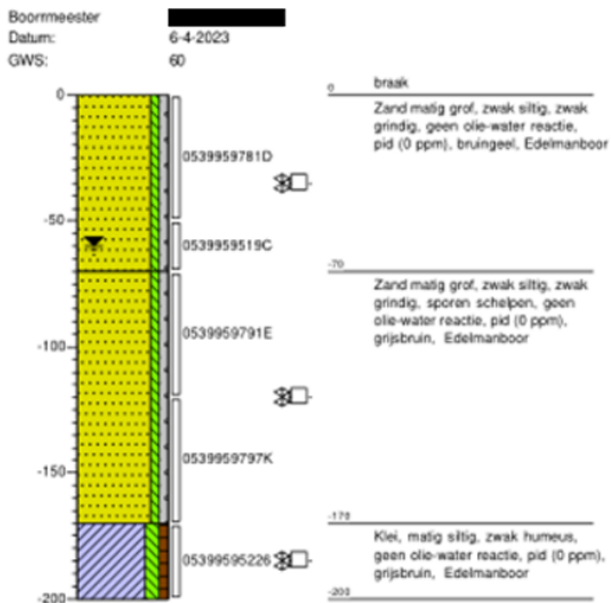 Boormeester
Datum: 6-4-2023
GWS: 60
0
0539959781D
-50
0539959519C
0539959791E
-100
0539959797K
-150
05399595226
-200
0 braak
Zand matig grof, zwak siltig, zwak
grindig, geen olie-water reactie,
pid (0 ppm), bruingeel, Edelmanboor
-70
Zand matig grof, zwak siltig, zwak
grindig, sporen schelpen, geen
olie-water reactie, pid (0 ppm),
grijsbruin, Edelmanboor
-170
Klei, matig siltig, zwak humeus,
geen olie-water reactie, pid (0 ppm),
grijsbruin, Edelmanboor
-200